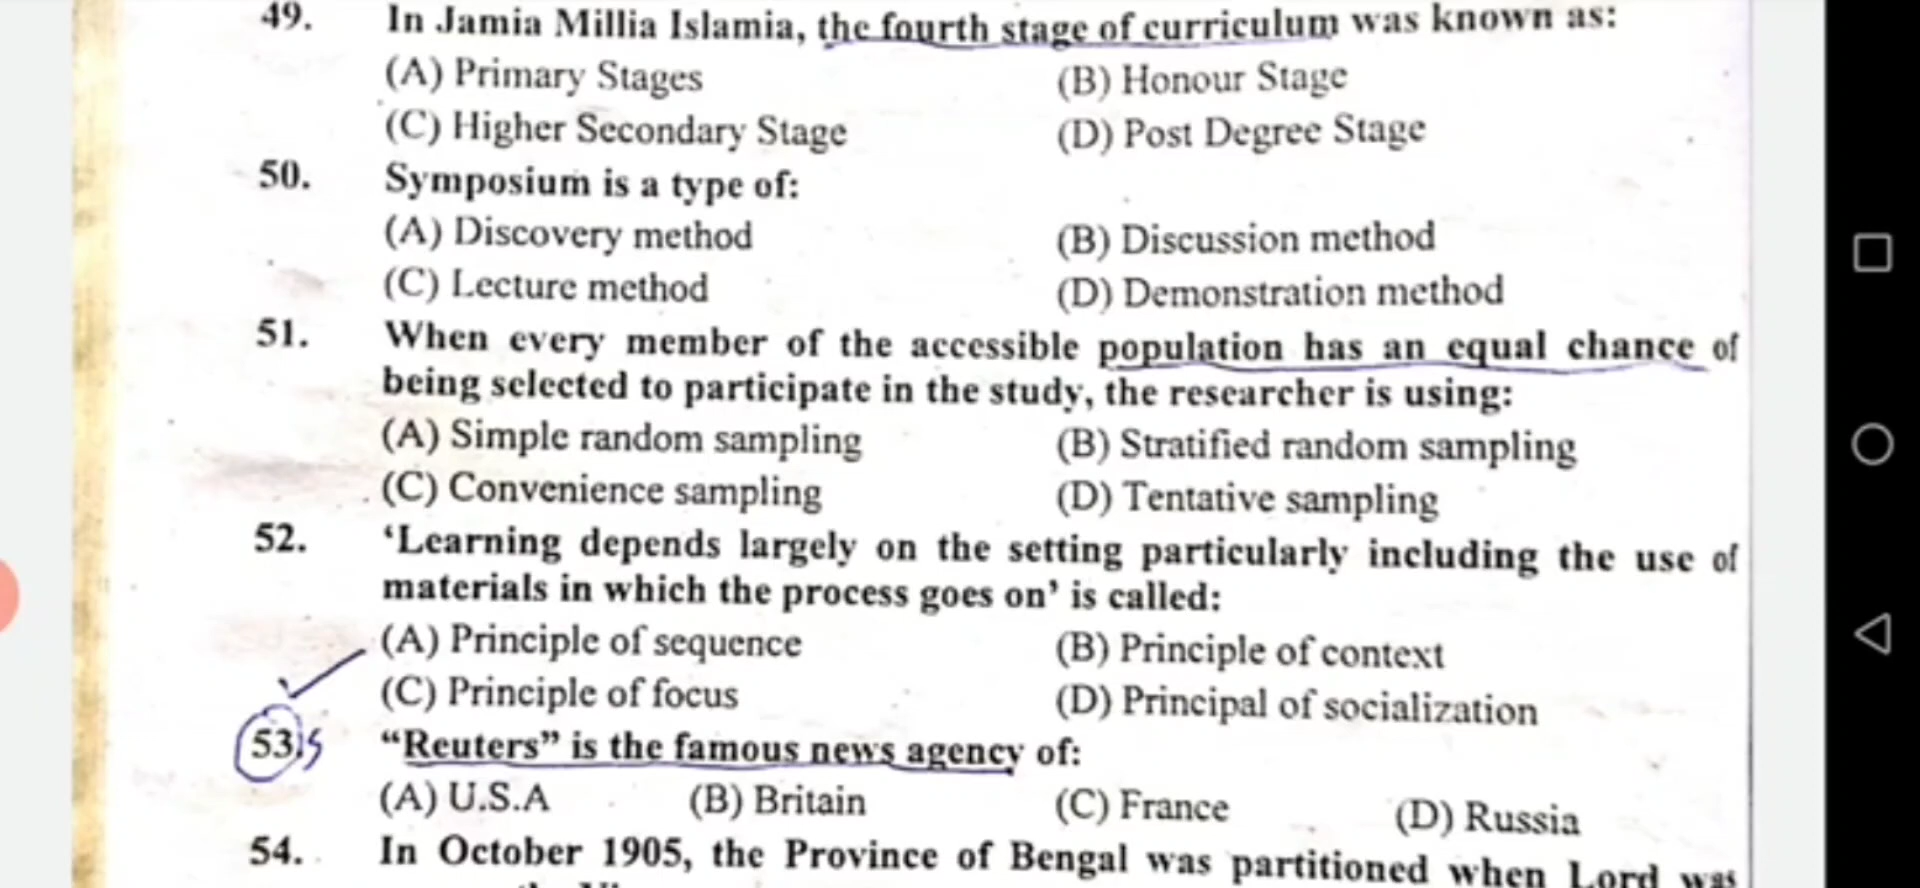 49. In Jamia Millia Islamia, the fourth stage of curriculum was known as:
(A) Primary Stages (B) Honour Stage
(C) Higher Secondary Stage (D) Post Degree Stage
50. Symposium is a type of:
(A) Discovery method (B) Discussion method
(C) Lecture method (D) Demonstration method
51. When every member of the accessible population has an equal chance of
being selected to participate in the study, the researcher is using:
(A) Simple random sampling (B) Stratified random sampling
(C) Convenience sampling (D) Tentative sampling
52. ‘Learning depends largely on the setting particularly including the use of
materials in which the process goes on’ is called:
(A) Principle of sequence (B) Principle of context
(C) Principle of focus (D) Principal of socialization
53. “Reuters” is the famous news agency of:
(A) U.S.A (B) Britain (C) France (D) Russia
54. In October 1905, the Province of Bengal was partitioned when Lord was